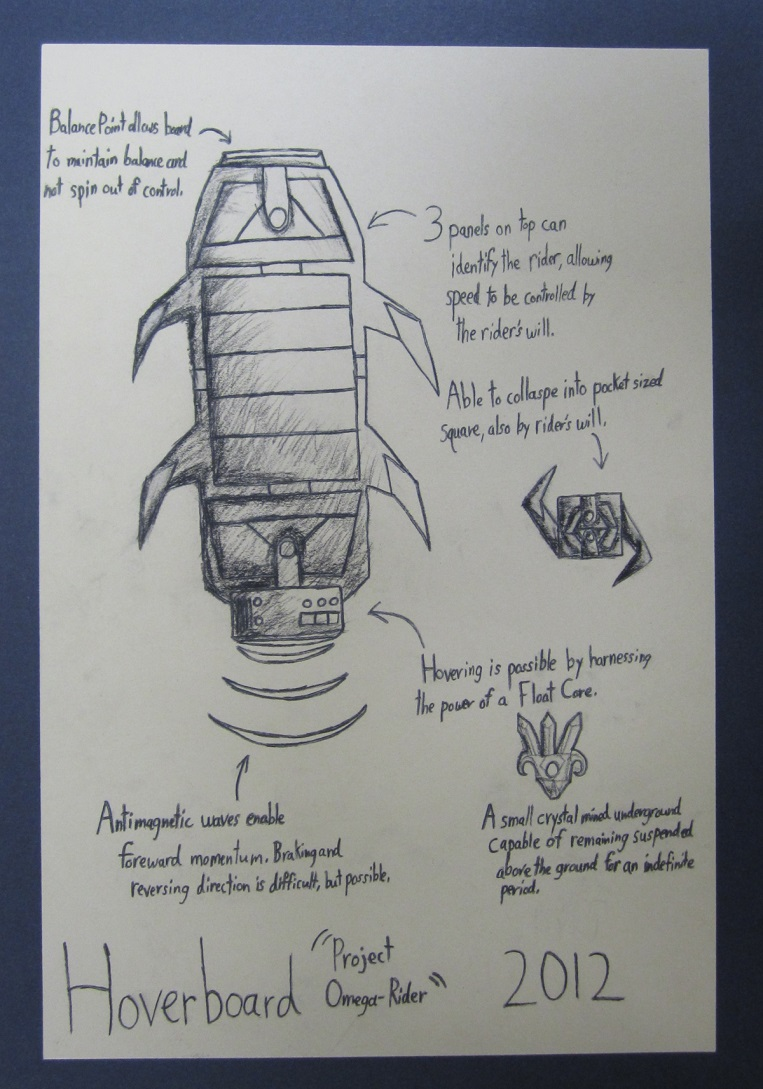 Balance Point allows board
to maintain balance and
not spin out of control.
3 panels on top can
identify the rider, allowing
speed to be controlled by
the rider's will.
Able to collaspe into pocket sized
square, also by rider's will.
Hovering is possible by harnessing
the power of a Float Core.
Antimagnetic waves enable
foreward momentum. Braking and
reversing direction is difficult, but possible.
A small crystal mined underground
capable of remaining suspended
above the ground for an indefinite
period.
Hoverboard "Project
Omega-Rider"
2012